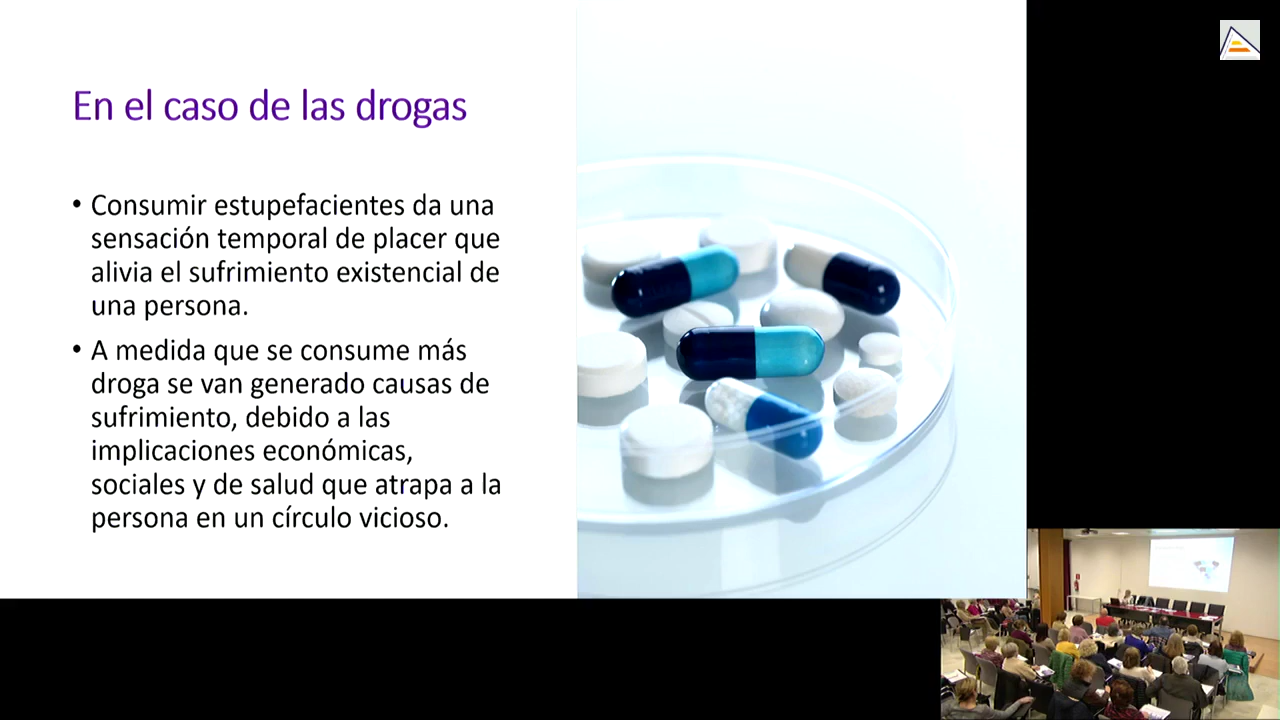 En el caso de las drogas
• Consumir estupefacientes da una
sensación temporal de placer que
alivia el sufrimiento existencial de
una persona.
• A medida que se consume más
droga se van generado causas de
sufrimiento, debido a las
implicaciones económicas,
sociales y de salud que atrapa a la
persona en un círculo vicioso.